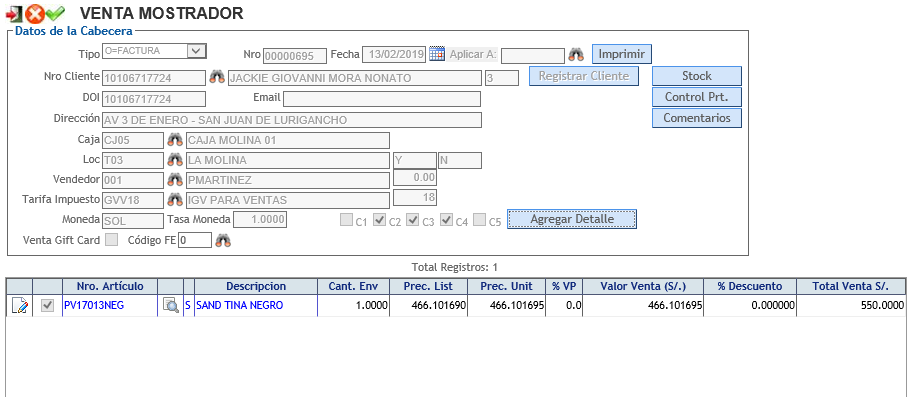 VENTA MOSTRADOR
Datos de la Cabecera
Tipo O=FACTURA Nro 00000695 Fecha 13/02/2019 Aplicar A: Imprimir
Nro Cliente 10106717724 JACKIE GIOVANNI MORA NONATO 3 Registrar Cliente Stock
DOI 10106717724 Email Control Prt.
Dirección AV 3 DE ENERO - SAN JUAN DE LURIGANCHO Comentarios
Caja CJ05 CAJA MOLINA 01
Loc T03 LA MOLINA Y N
Vendedor 001 PMARTINEZ 0.00
Tarifa Impuesto GVV18 IGV PARA VENTAS 18
Moneda SOL Tasa Moneda 1.0000 C1 C2 C3 C4 C5 Agregar Detalle
Venta Gift Card Código FE 0
Total Registros: 1
Nro. Artículo Descripcion Cant. Env Prec. List Prec. Unit % VP Valor Venta (S/.) % Descuento Total Venta S/.
PV17013NEG S SAND TINA NEGRO 1.0000 466.101690 466.101695 0.0 466.101695 0.000000 550.0000